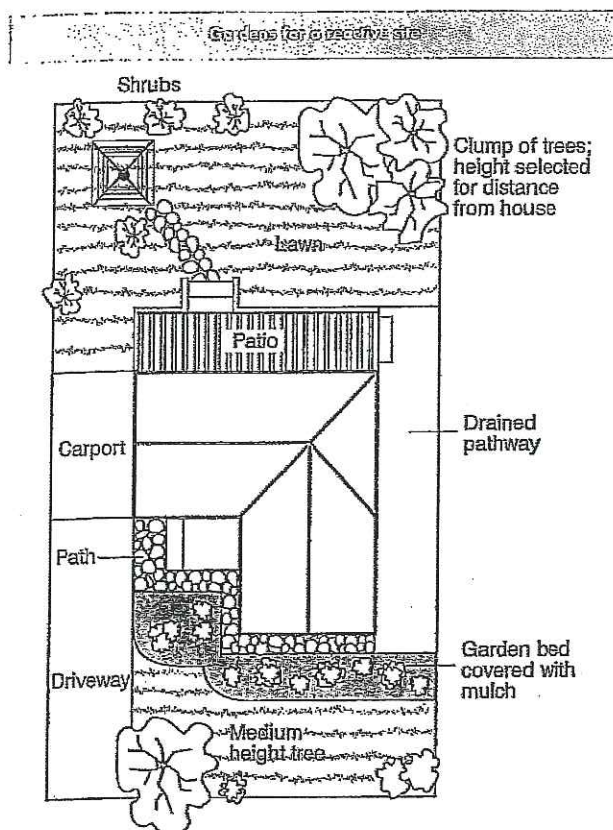 Gardens for a reactive site
Shrubs
Clump of trees;
height selected
for distance
from house
Lawn
Patio
Carport
Drained
pathway
Path
Garden bed
covered with
mulch
Driveway
Medium
height tree